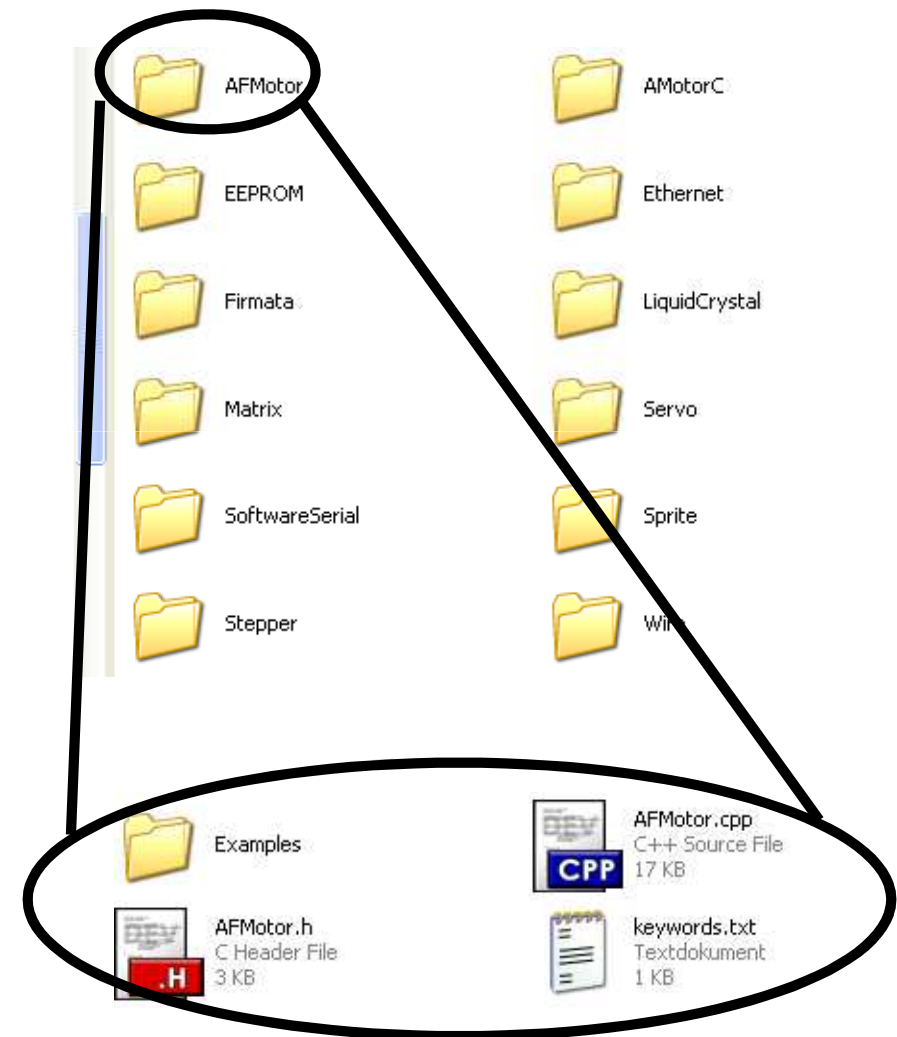 AFMotor
AMotorC
EEPROM
Ethernet
Firmata
LiquidCrystal
Matrix
Servo
SoftwareSerial
Sprite
Stepper
Wire
Examples
AFMotor.cpp
C++ Source File
17 KB
CPP
AFMotor.h
C Header File
3 KB
.H
keywords.txt
Textdokument
1 KB